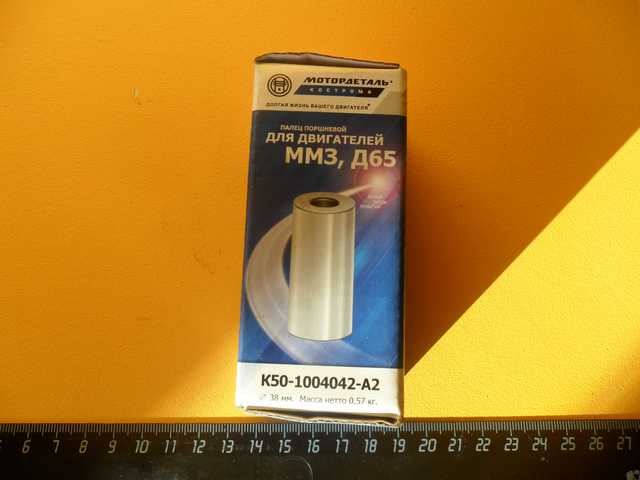 МОТОРДЕТАЛЬ®
КОСТРОМА
ДОЛГАЯ ЖИЗНЬ ВАШЕГО ДВИГАТЕЛЯ®
ПАЛЕЦ ПОРШНЕВОЙ
ДЛЯ ДВИГАТЕЛЕЙ
ММЗ, Д65
К50-1004042-А2
38 мм. Масса нетто 0,57 кг.
6 7 8 9 10 11 12 13 14 15 16 17 18 19 20 21 22 23 24 25 26 27